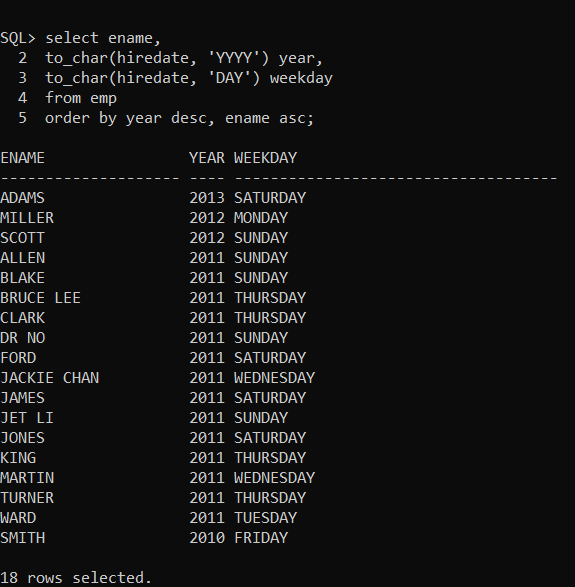 SQL> select ename,
  2  to_char(hiredate, 'YYYY') year,
  3  to_char(hiredate, 'DAY') weekday
  4  from emp
  5  order by year desc, ename asc;
ENAME                YEAR WEEKDAY
-------------------- ---- ------------------------------------
ADAMS                2013 SATURDAY
MILLER               2012 MONDAY
SCOTT                2012 SUNDAY
ALLEN                2011 SUNDAY
BLAKE                2011 SUNDAY
BRUCE LEE            2011 THURSDAY
CLARK                2011 THURSDAY
DR NO                2011 SUNDAY
FORD                 2011 SATURDAY
JACKIE CHAN          2011 WEDNESDAY
JAMES                2011 SATURDAY
JET LI               2011 SUNDAY
JONES                2011 SATURDAY
KING                 2011 THURSDAY
MARTIN               2011 WEDNESDAY
TURNER               2011 THURSDAY
WARD                 2011 TUESDAY
SMITH                2010 FRIDAY
18 rows selected.